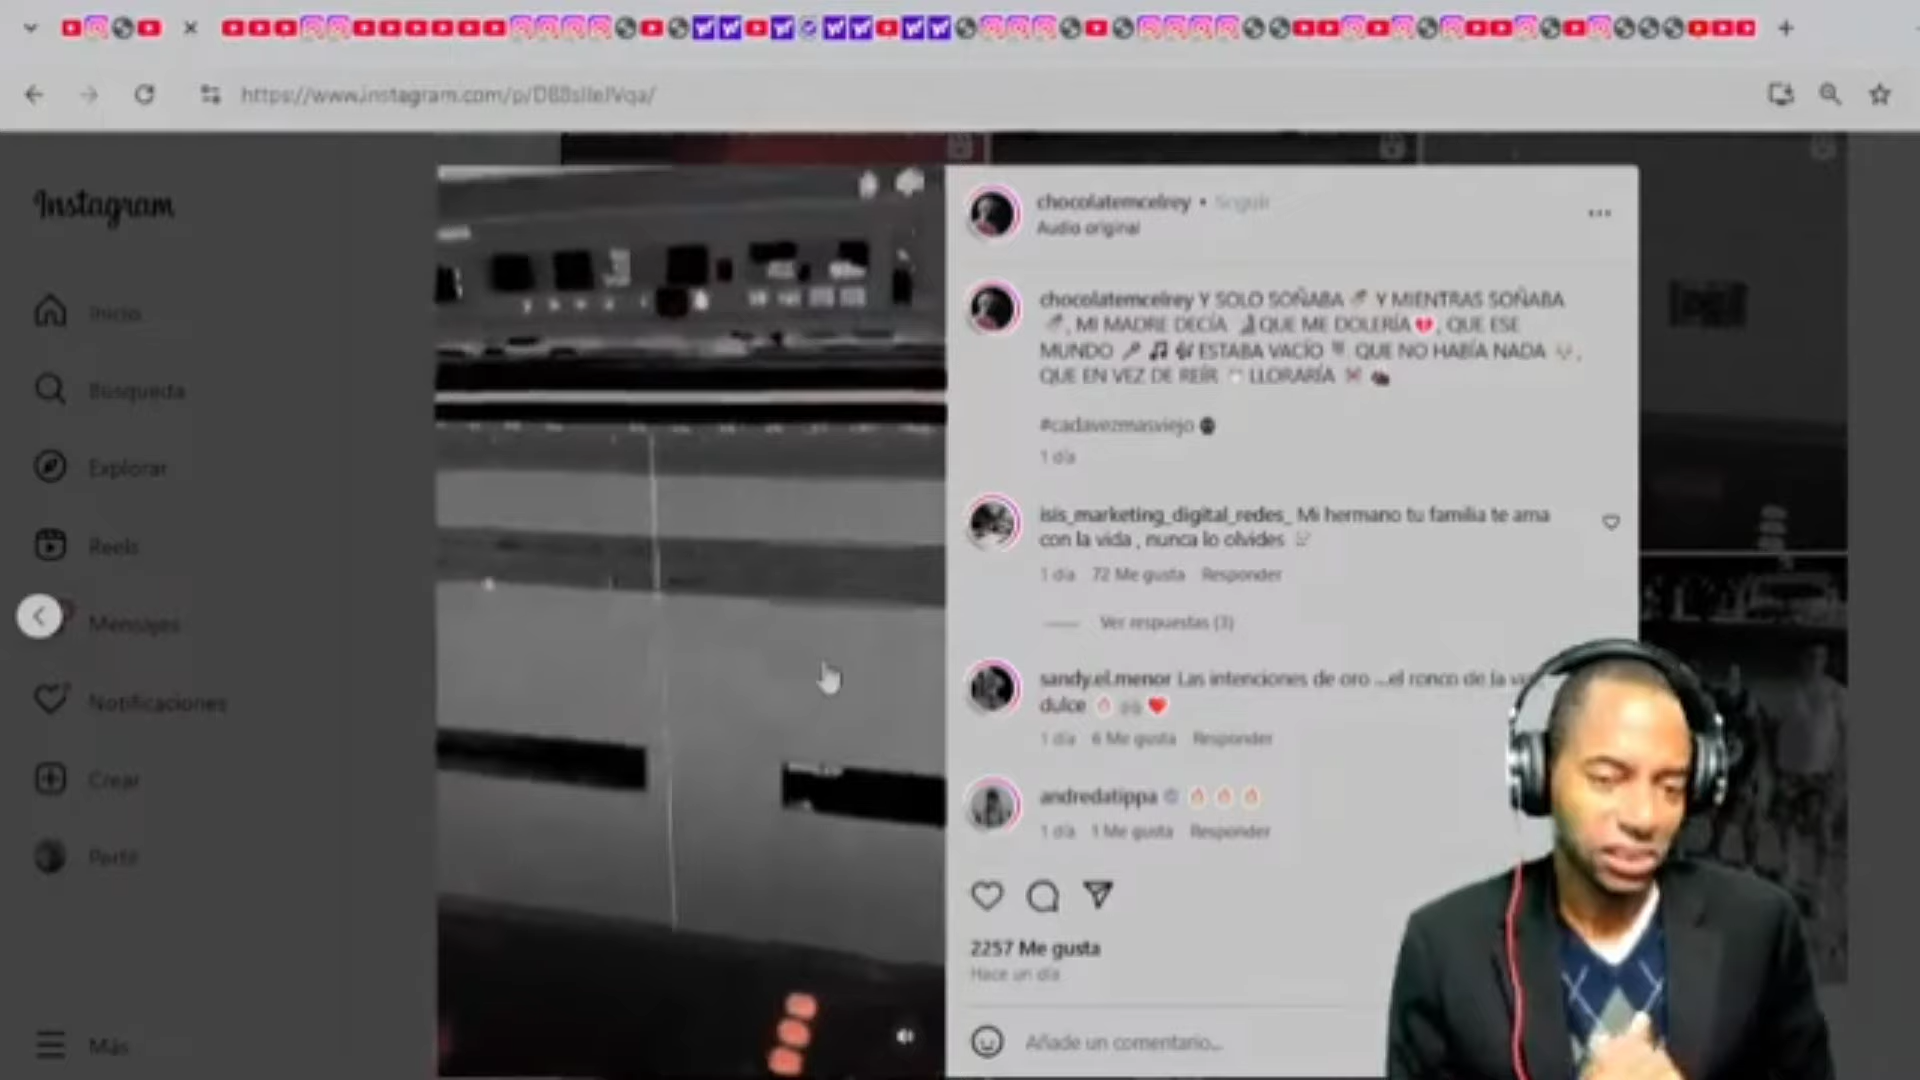 https://www.instagram.com/p/DB8sIIeJVqa/
Instagram
Inicio
Búsqueda
Explorar
Reels
Mensajes
Notificaciones
Crear
Perfil
Más
chocolatemcelrey • Seguir
Audio original
chocolatemcelrey Y SOLO SOÑABA Y MIENTRAS SOÑABA
, MI MADRE DECÍA QUE ME DOLERÍA 💔, QUE ESE
MUNDO 🎤 🎵 🎶 ESTABA VACÍO QUE NO HABÍA NADA ,
QUE EN VEZ DE REÍR LLORARÍA
#cadavezmasviejo
1 día
isis_marketing_digital_redes_ Mi hermano tu familia te ama
con la vida , nunca lo olvides
1 día 72 Me gusta Responder
Ver respuestas (3)
sandy.el.menor Las intenciones de oro ...el ronco de la
dulce 🔥 ❤️
1 día 6 Me gusta Responder
andredatippa 🔥 🔥 🔥
1 día 1 Me gusta Responder
2257 Me gusta
Hace un día
Añade un comentario...